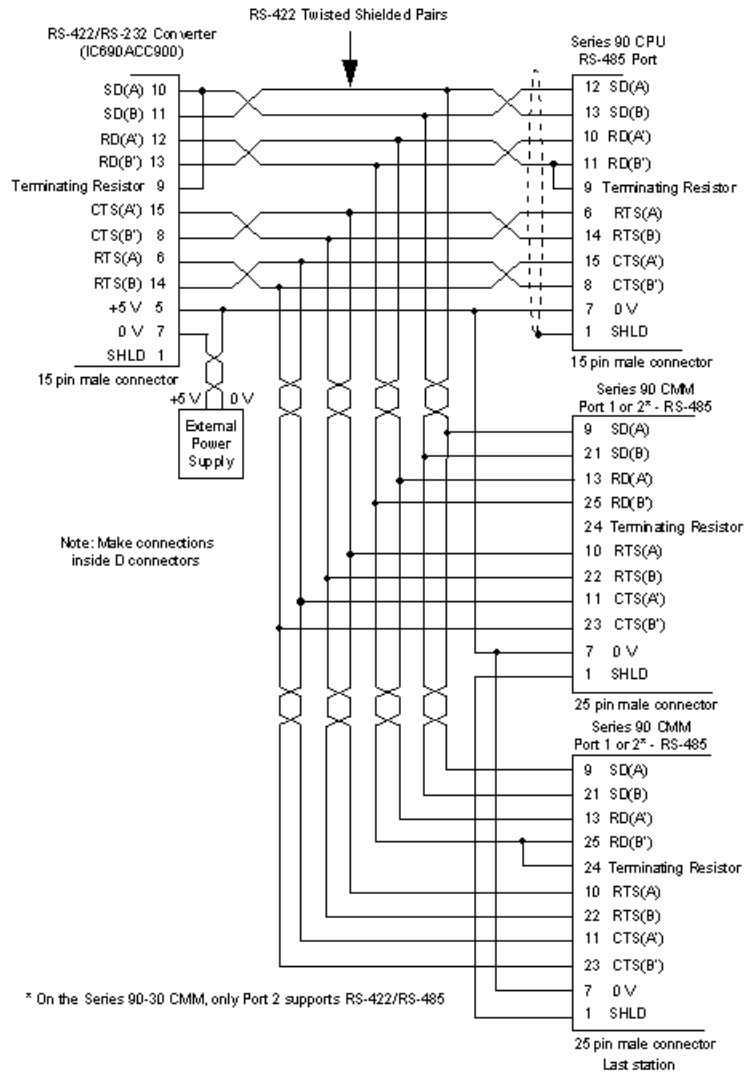 RS-422 Twisted Shielded Pairs
RS-422/RS-232 Converter
(IC690ACC900)
SD(A) 10
SD(B) 11
RD(A') 12
RD(B') 13
Terminating Resistor 9
CTS(A') 15
CTS(B') 8
RTS(A) 6
RTS(B) 14
+5 V 5
0 V 7
SHLD 1
15 pin male connector
+5 V 0 V
External
Power
Supply
Note: Make connections
inside D connectors
Series 90 CPU
RS-485 Port
12 SD(A)
13 SD(B)
10 RD(A')
11 RD(B')
9 Terminating Resistor
6 RTS(A)
14 RTS(B)
15 CTS(A')
8 CTS(B')
7 0 V
1 SHLD
15 pin male connector
Series 90 CMM
Port 1 or 2* - RS-485
9 SD(A)
21 SD(B)
13 RD(A')
25 RD(B')
24 Terminating Resistor
10 RTS(A)
22 RTS(B)
11 CTS(A')
23 CTS(B')
7 0 V
1 SHLD
25 pin male connector
Series 90 CMM
Port 1 or 2* - RS-485
9 SD(A)
21 SD(B)
13 RD(A')
25 RD(B')
24 Terminating Resistor
10 RTS(A)
22 RTS(B)
11 CTS(A')
23 CTS(B')
7 0 V
1 SHLD
25 pin male connector
Last station
* On the Series 90-30 CMM, only Port 2 supports RS-422/RS-485